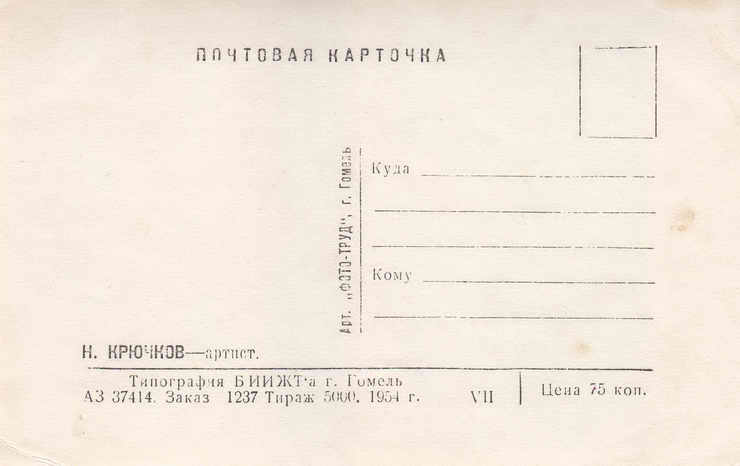 ПОЧТОВАЯ КАРТОЧКА
Арт. „ФОТО-ТРУД", г. Гомель
Куда
Кому
Н. КРЮЧКОВ—артист.
Типография БИИЖТ'а г. Гомель
АЗ 37414. Заказ 1237 Тираж 5000. 1954 г. VII
Цена 75 коп.